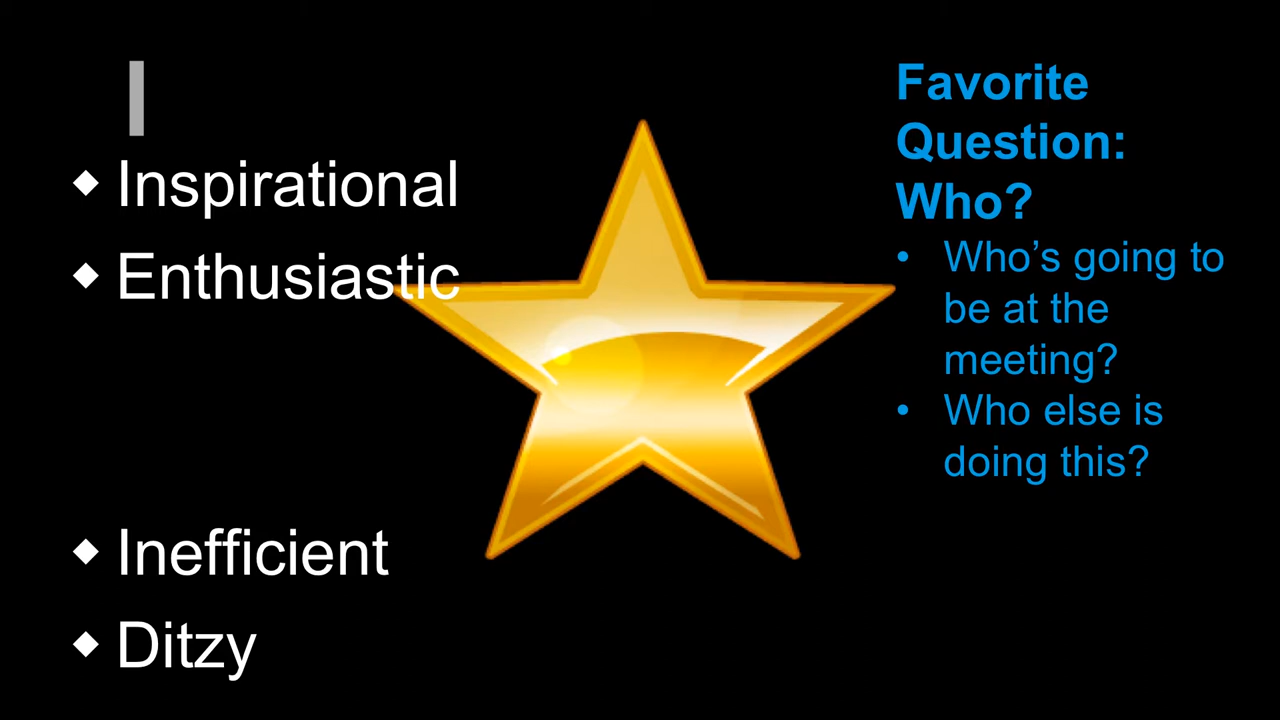 I
◆ Inspirational
◆ Enthusiastic
◆ Inefficient
◆ Ditzy
Favorite
Question:
Who?
• Who’s going to
be at the
meeting?
• Who else is
doing this?